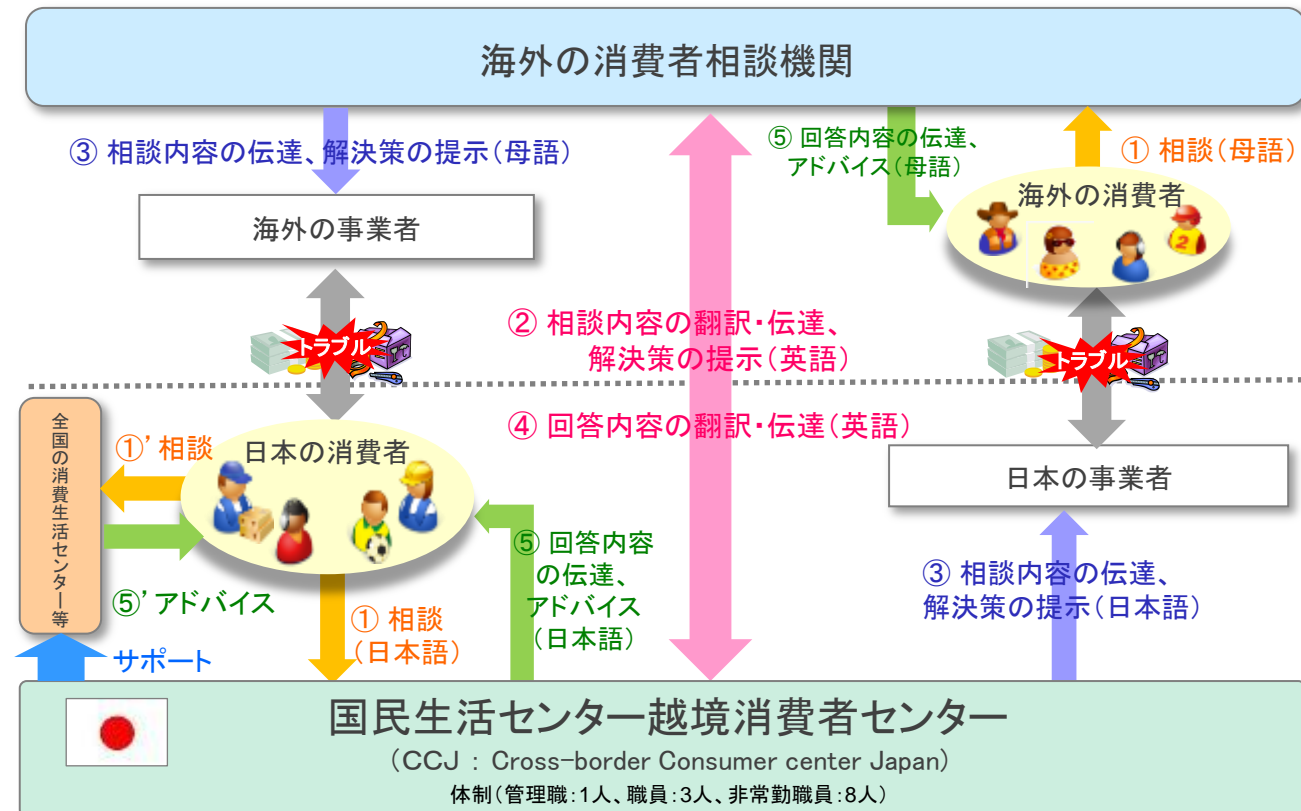 海外の消費者相談機関
③ 相談内容の伝達、解決策の提示(母語)
⑤ 回答内容の伝達、
アドバイス(母語)
① 相談(母語)
海外の事業者
海外の消費者
2
トラブル
② 相談内容の翻訳・伝達、
解決策の提示(英語)
トラブル
④ 回答内容の翻訳・伝達(英語)
全国の消費生活センター等
①’相談
日本の消費者
日本の事業者
⑤’アドバイス
⑤ 回答内容
の伝達、
アドバイス
(日本語)
① 相談
(日本語)
③ 相談内容の伝達、
解決策の提示(日本語)
サポート
国民生活センター越境消費者センター
(CCJ : Cross-border Consumer center Japan)
体制(管理職:1人、職員:3人、非常勤職員:8人)